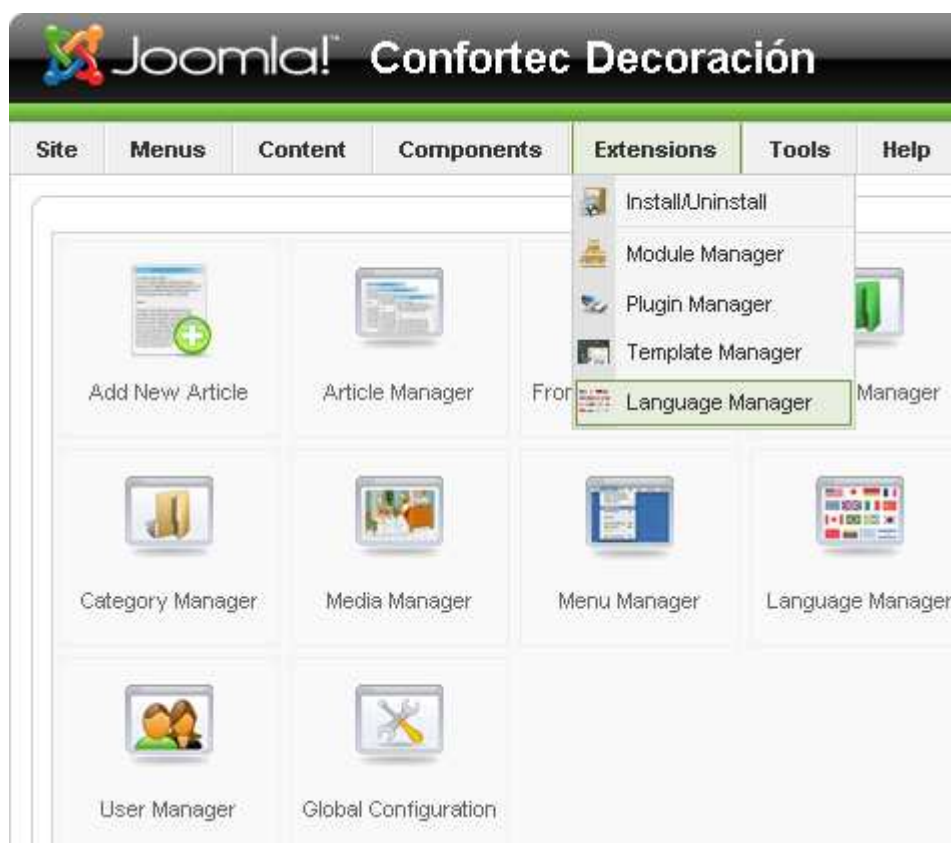 Joomla!™ Confortec Decoración
Site Menus Content Components Extensions Tools Help
Install/Uninstall
Module Manager
Plugin Manager
Template Manager
Language Manager
Add New Article Article Manager Manager
Category Manager Media Manager Menu Manager Language Manager
User Manager Global Configuration